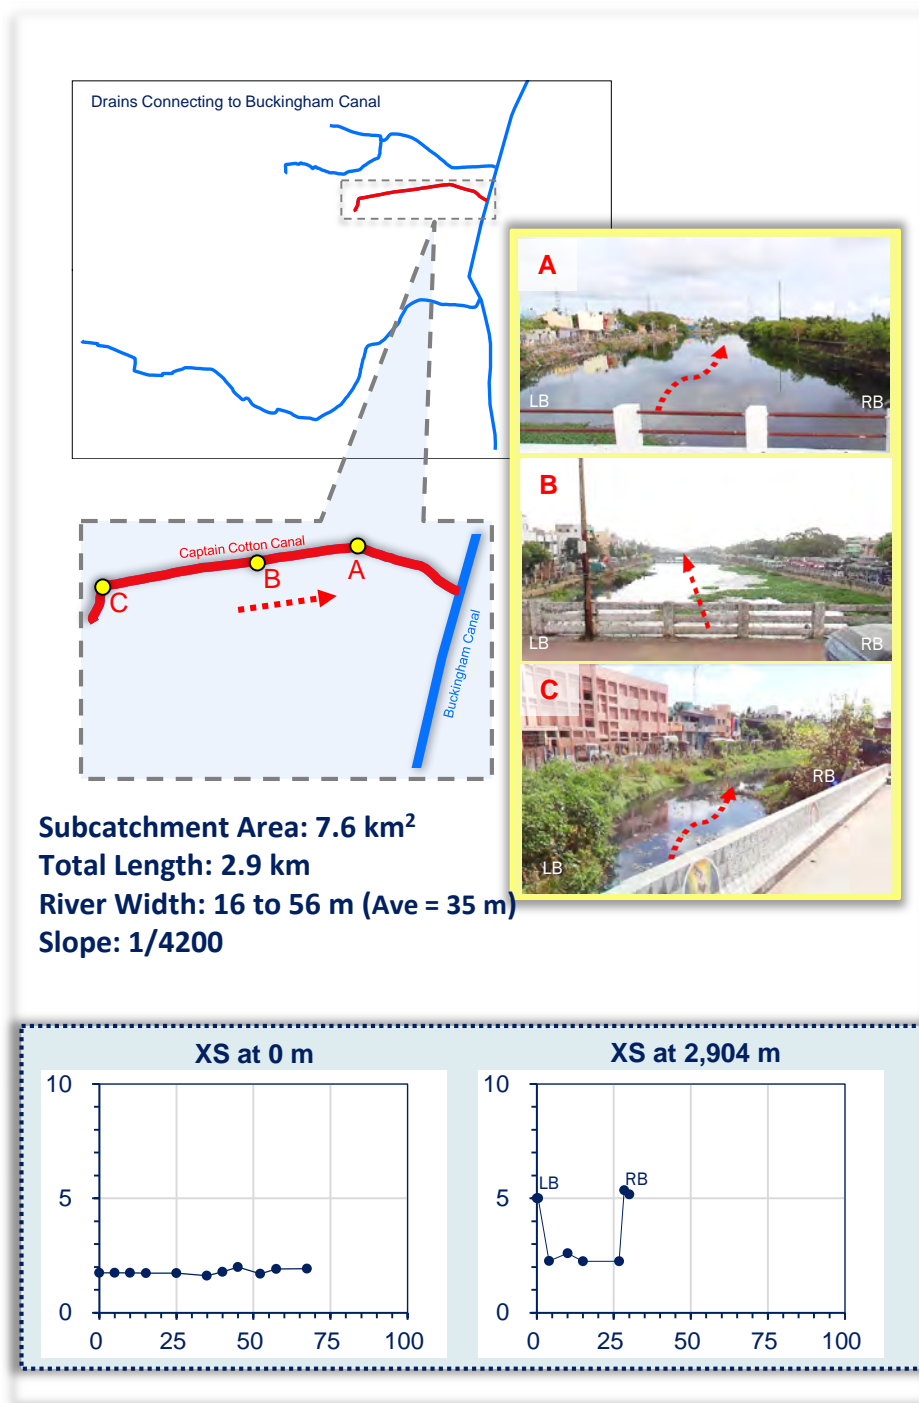 Drains Connecting to Buckingham Canal
A
LB
RB
B
LB
RB
C
RB
LB
Captain Cotton Canal
A
B
C
Buckingham Canal
Subcatchment Area: 7.6 km²
Total Length: 2.9 km
River Width: 16 to 56 m (Ave = 35 m)
Slope: 1/4200
XS at 0 m
10
5
0
0 25 50 75 100
XS at 2,904 m
10
5
0
LB
RB
0 25 50 75 100